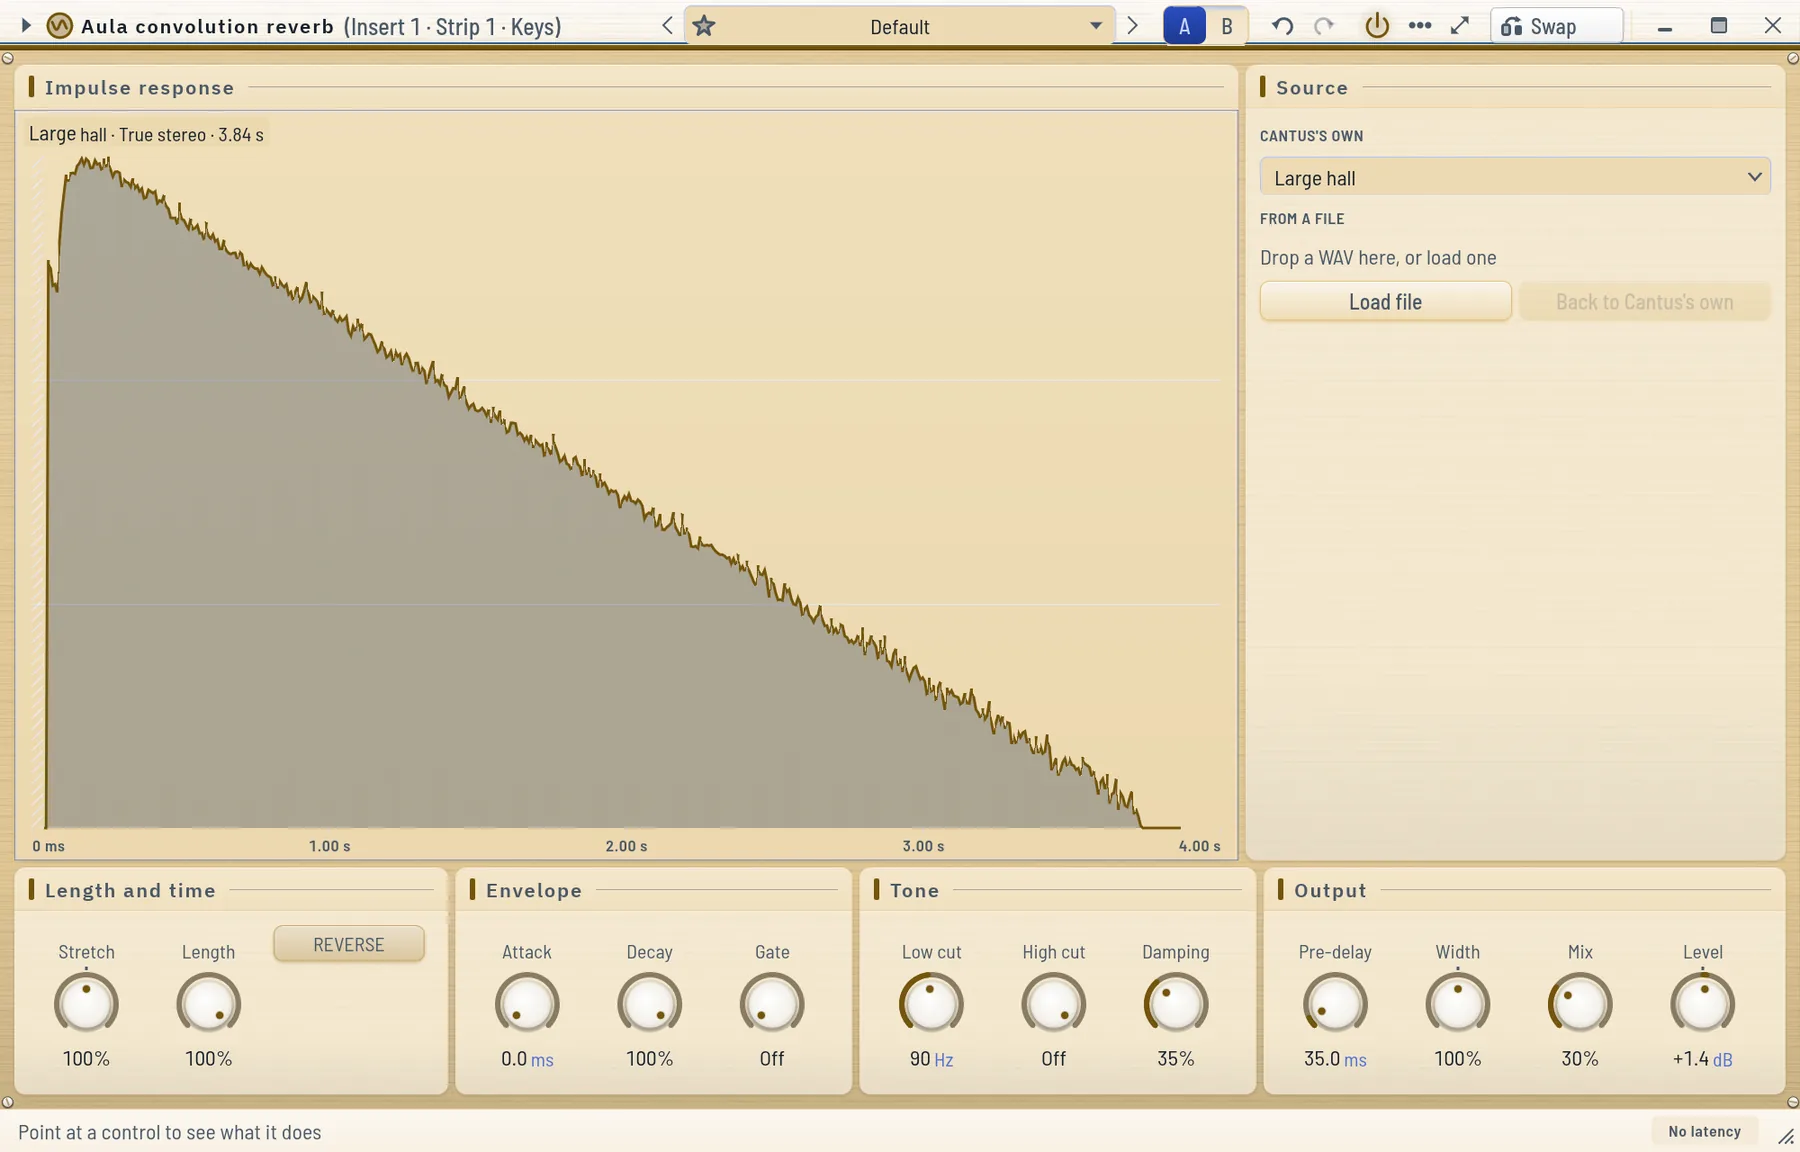 Aula convolution reverb (Insert 1 · Strip 1 · Keys)
Default
A B
Swap
Impulse response
Large hall · True stereo · 3.84 s
0 ms 1.00 s 2.00 s 3.00 s 4.00 s
Source
CANTUS'S OWN
Large hall
FROM A FILE
Drop a WAV here, or load one
Load file Back to Cantus's own
Length and time
Stretch Length REVERSE
100% 100%
Envelope
Attack Decay Gate
0.0 ms 100% Off
Tone
Low cut High cut Damping
90 Hz Off 35%
Output
Pre-delay Width Mix Level
35.0 ms 100% 30% +1.4 dB
Point at a control to see what it does
No latency